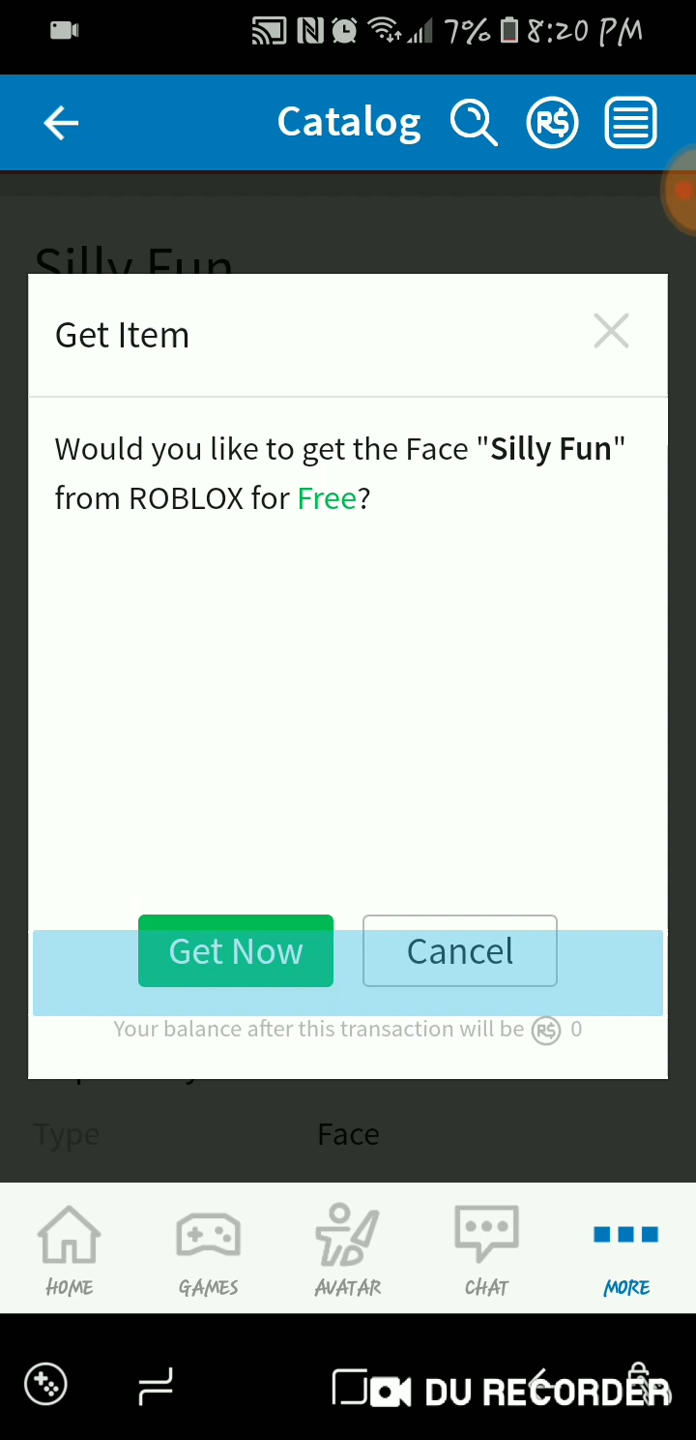 7% 8:20 PM
Catalog
Silly Fun
Get Item
Would you like to get the Face "Silly Fun"
from ROBLOX for Free?
Get Now Cancel
Your balance after this transaction will be R$ 0
Type Face
HOME GAMES AVATAR CHAT MORE
DU RECORDER